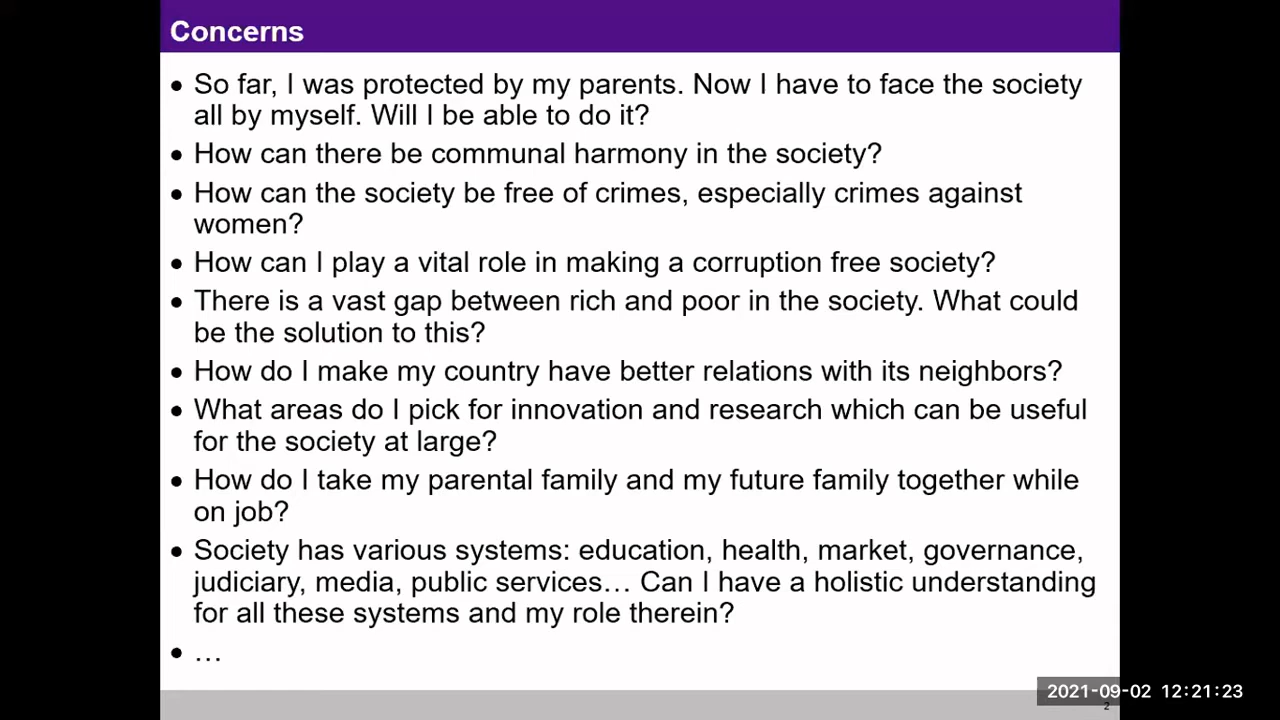 Concerns
• So far, I was protected by my parents. Now I have to face the society
all by myself. Will I be able to do it?
• How can there be communal harmony in the society?
• How can the society be free of crimes, especially crimes against
women?
• How can I play a vital role in making a corruption free society?
• There is a vast gap between rich and poor in the society. What could
be the solution to this?
• How do I make my country have better relations with its neighbors?
• What areas do I pick for innovation and research which can be useful
for the society at large?
• How do I take my parental family and my future family together while
on job?
• Society has various systems: education, health, market, governance,
judiciary, media, public services… Can I have a holistic understanding
for all these systems and my role therein?
• …
2021-09-02 12:21:23
2